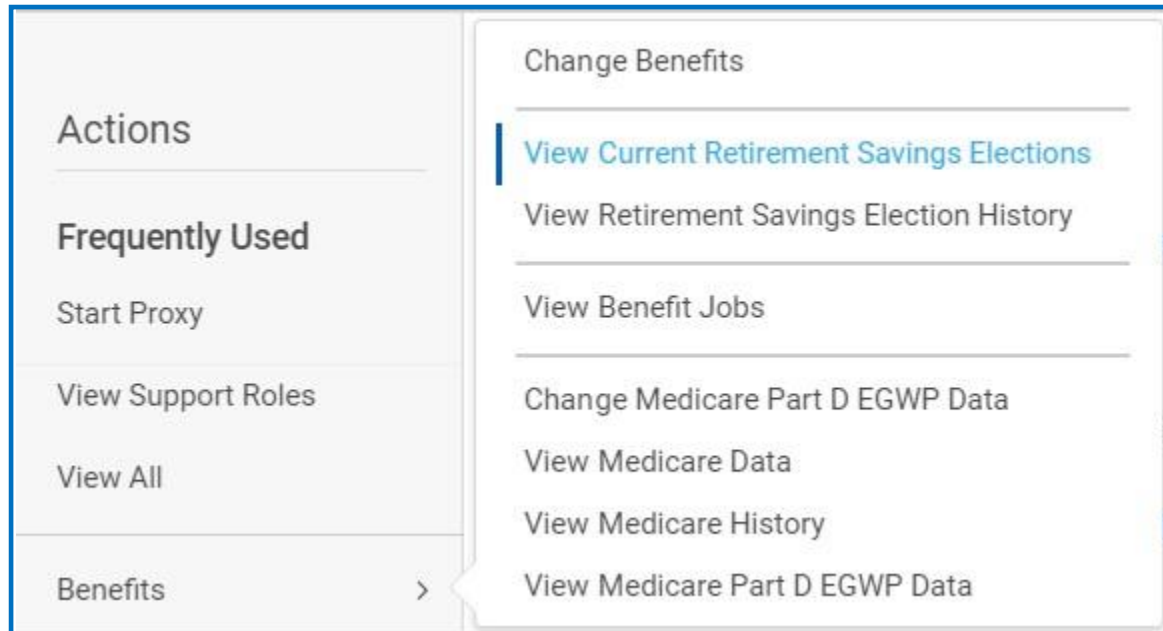 Actions
Frequently Used
Start Proxy
View Support Roles
View All
Benefits >
Change Benefits
View Current Retirement Savings Elections
View Retirement Savings Election History
View Benefit Jobs
Change Medicare Part D EGWP Data
View Medicare Data
View Medicare History
View Medicare Part D EGWP Data